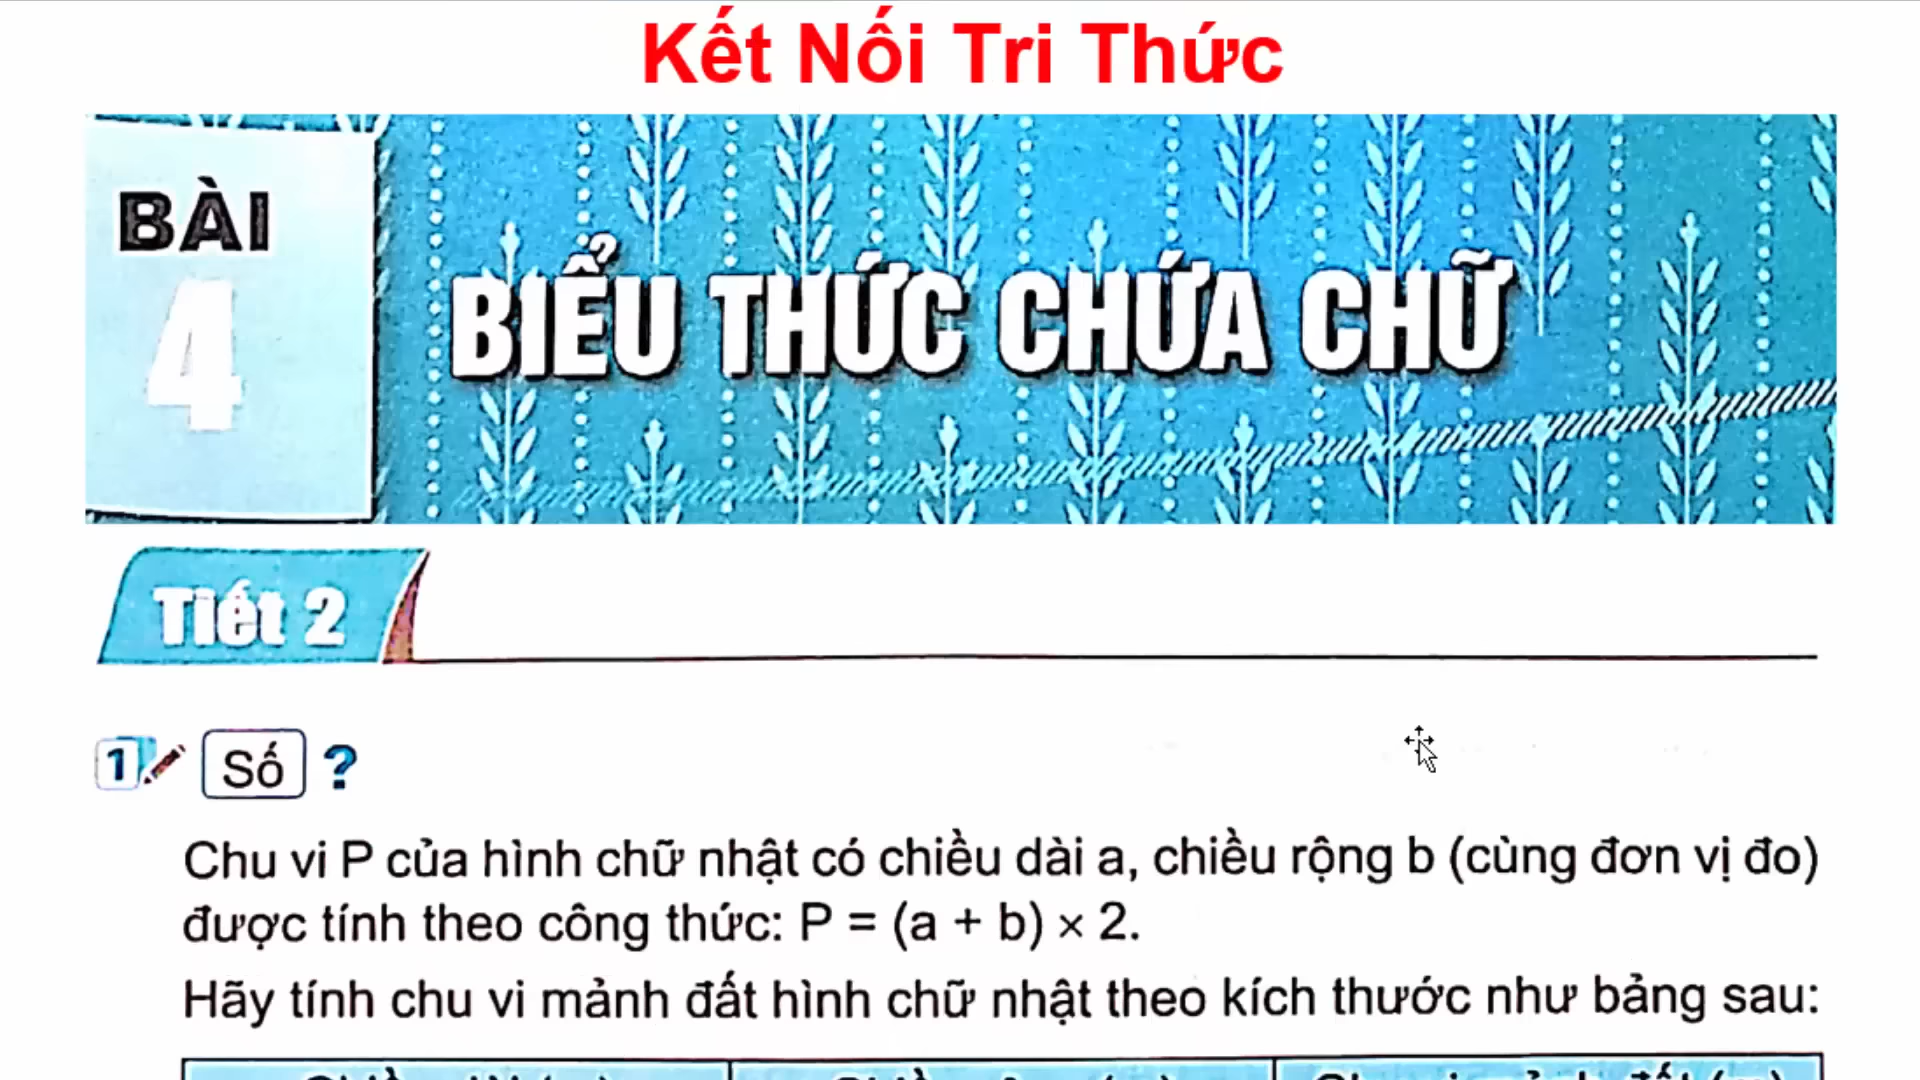 Kết Nối Tri Thức
BÀI
4
BIỂU THỨC CHỨA CHỮ
Tiết 2
1 Số ?
Chu vi P của hình chữ nhật có chiều dài a, chiều rộng b (cùng đơn vị đo)
được tính theo công thức: P = (a + b) × 2.
Hãy tính chu vi mảnh đất hình chữ nhật theo kích thước như bảng sau: